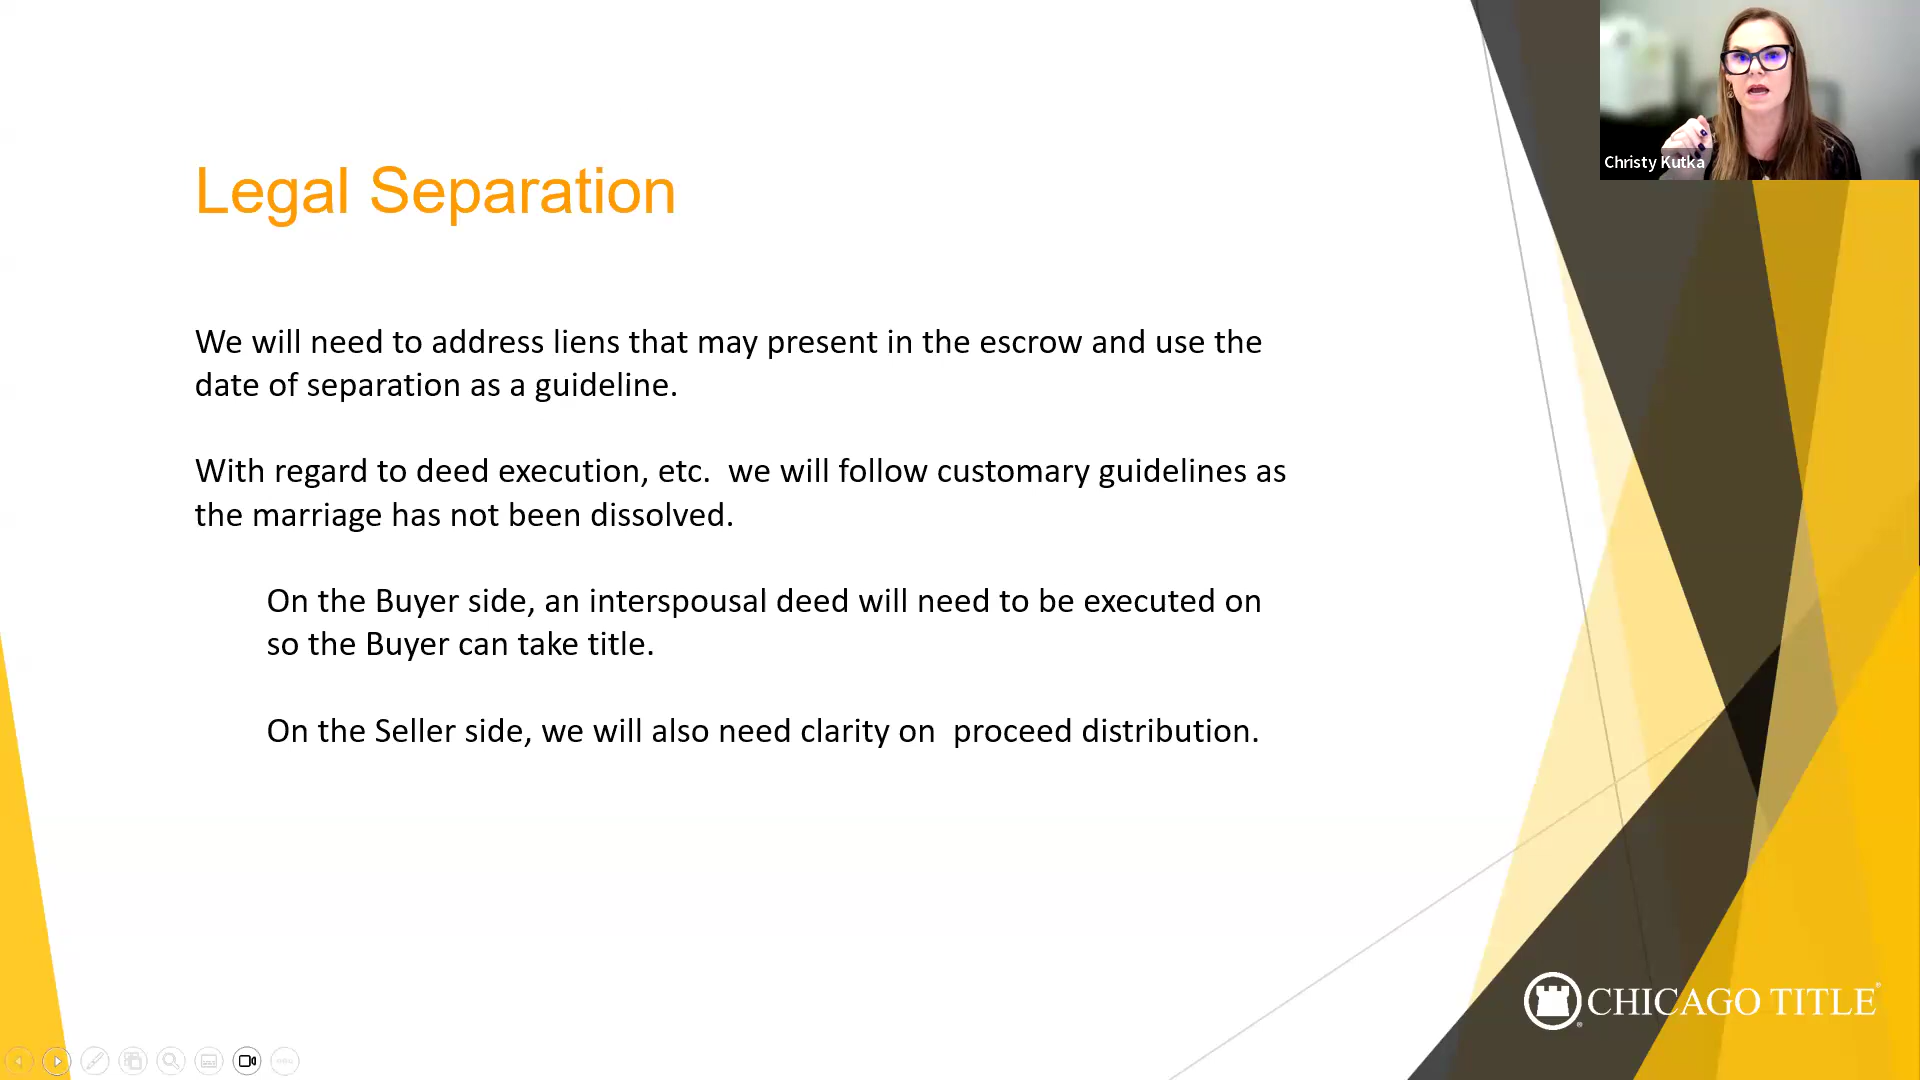 Christy Kutka
Legal Separation
We will need to address liens that may present in the escrow and use the
date of separation as a guideline.
With regard to deed execution, etc.  we will follow customary guidelines as
the marriage has not been dissolved.
On the Buyer side, an interspousal deed will need to be executed on
so the Buyer can take title.
On the Seller side, we will also need clarity on  proceed distribution.
CHICAGO TITLE®